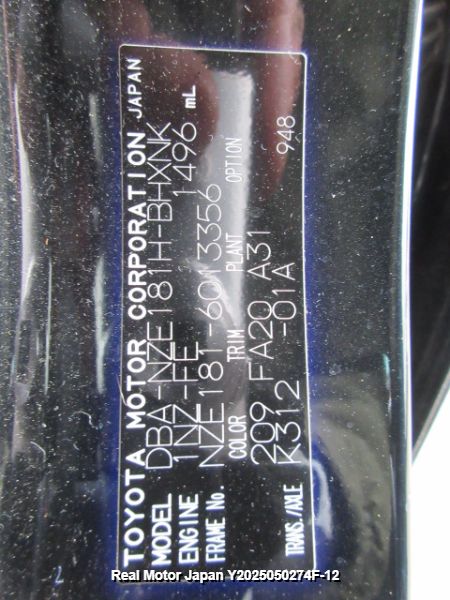 TOYOTA MOTOR CORPORATION JAPAN
MODEL DBA-NZE181H-BHXNK
ENGINE 1NZ-FE 1496 mL
FRAME No. NZE181-6013356
COLOR TRIM PLANT OPTION
209 FA20 A31 948
TRANS./AXLE K312 -01A
Real Motor Japan Y2025050274F-12